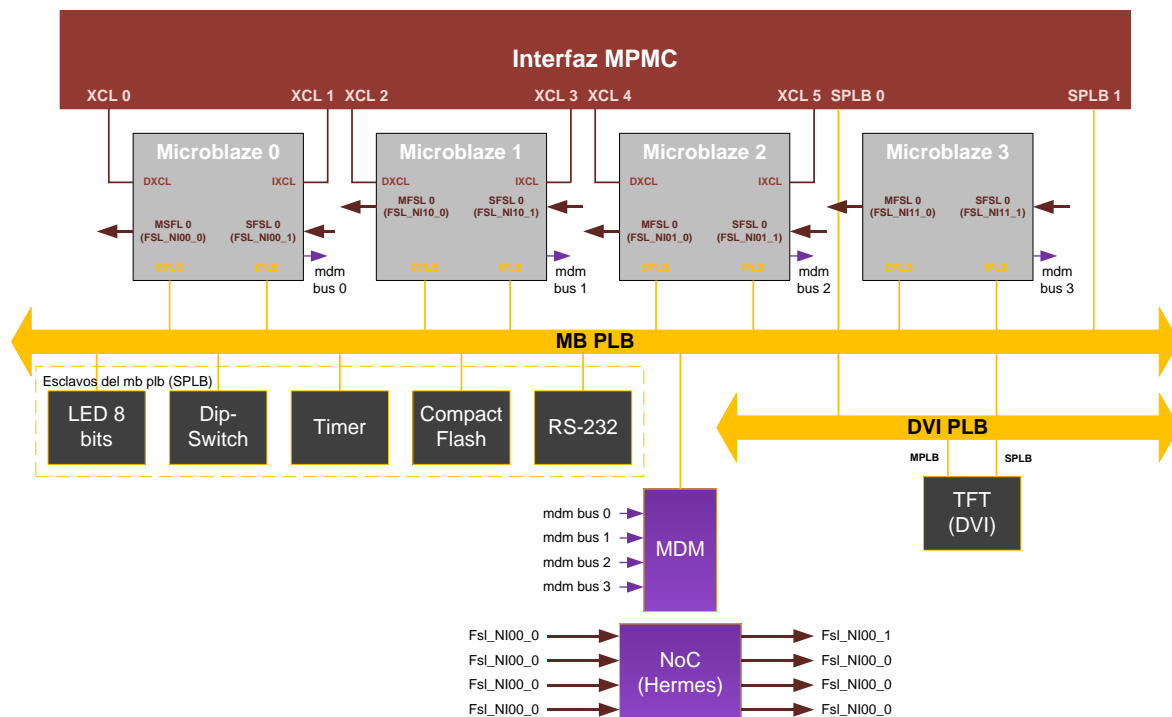 Interfaz MPMC
XCL 0
XCL 1
XCL 2
XCL 3
XCL 4
XCL 5
SPLB 0
SPLB 1
Microblaze 0
DXCL
IXCL
MSFL 0
(FSL_NI00_0)
SFSL 0
(FSL_NI00_1)
DPLB
IPLB
mdm
bus 0
Microblaze 1
DXCL
IXCL
MFSL 0
(FSL_NI10_0)
SFSL 0
(FSL_NI10_1)
DPLB
IPLB
mdm
bus 1
Microblaze 2
DXCL
IXCL
MFSL 0
(FSL_NI01_0)
SFSL 0
(FSL_NI01_1)
DPLB
IPLB
mdm
bus 2
Microblaze 3
MFSL 0
(FSL_NI11_0)
SFSL 0
(FSL_NI11_1)
DPLB
IPLB
mdm
bus 3
MB PLB
Esclavos del mb plb (SPLB)
LED 8
bits
Dip-
Switch
Timer
Compact
Flash
RS-232
DVI PLB
MPLB
SPLB
TFT
(DVI)
mdm bus 0
mdm bus 1
mdm bus 2
mdm bus 3
MDM
Fsl_NI00_0
Fsl_NI00_0
Fsl_NI00_0
Fsl_NI00_0
NoC
(Hermes)
Fsl_NI00_1
Fsl_NI00_0
Fsl_NI00_0
Fsl_NI00_0